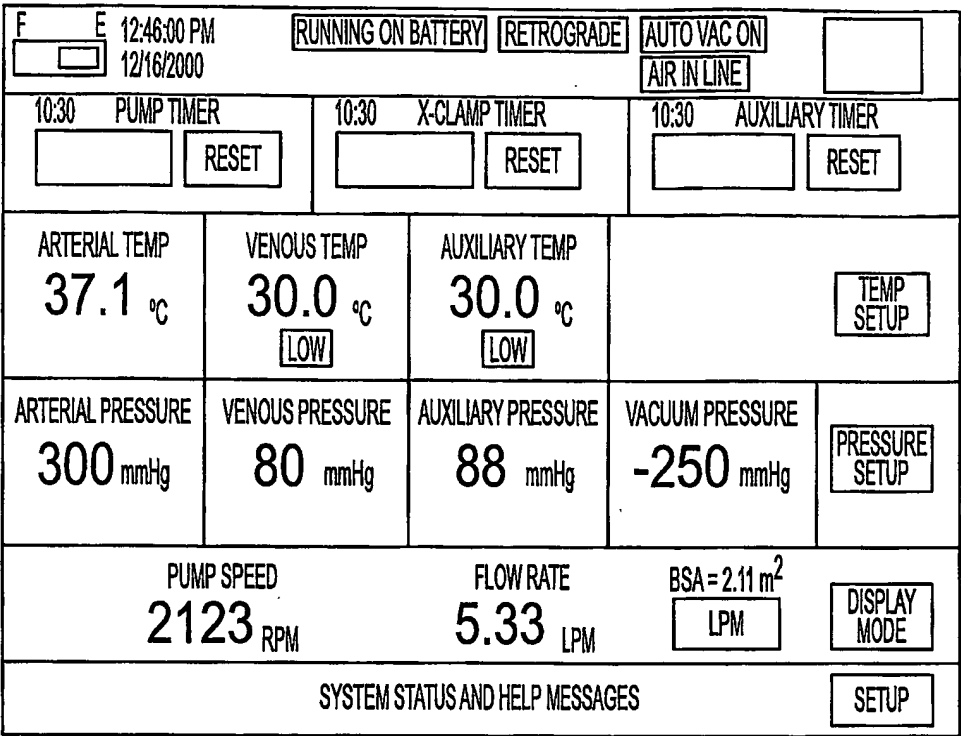 F E 12:46:00 PM RUNNING ON BATTERY RETROGRADE AUTO VAC ON
12/16/2000 AIR IN LINE
10:30 PUMP TIMER
RESET
10:30 X-CLAMP TIMER
RESET
10:30 AUXILIARY TIMER
RESET
ARTERIAL TEMP
37.1 ºC
VENOUS TEMP
30.0 ºC
LOW
AUXILIARY TEMP
30.0 ºC
LOW
TEMP
SETUP
ARTERIAL PRESSURE
300 mmHg
VENOUS PRESSURE
80 mmHg
AUXILIARY PRESSURE
88 mmHg
VACUUM PRESSURE
-250 mmHg
PRESSURE
SETUP
PUMP SPEED
2123 RPM
FLOW RATE
5.33 LPM
BSA = 2.11 m²
LPM
DISPLAY
MODE
SYSTEM STATUS AND HELP MESSAGES
SETUP